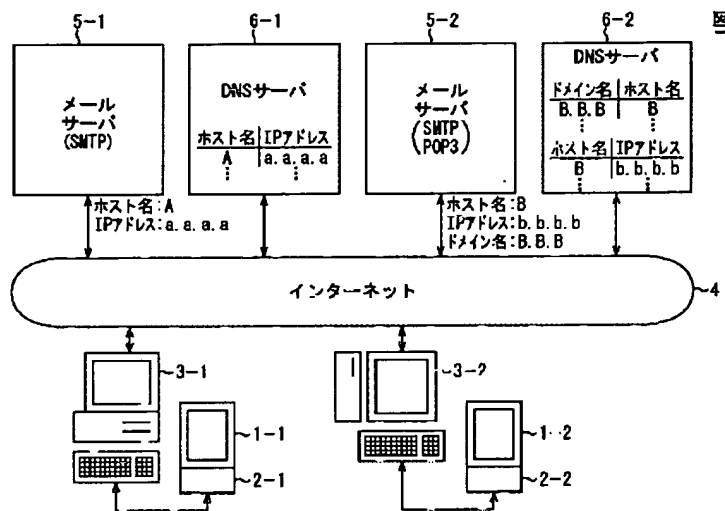 5-1
6-1
5-2
6-2
図
メール
サーバ
(SMTP)
DNSサーバ
ホスト名 IPアドレス
A a.a.a.a
メール
サーバ
(SMTP
POP3)
DNSサーバ
ドメイン名 ホスト名
B.B.B B
ホスト名 IPアドレス
B b.b.b.b
ホスト名:A
IPアドレス:a.a.a.a
ホスト名:B
IPアドレス:b.b.b.b
ドメイン名:B.B.B
インターネット
4
3-1
3-2
1-1
1-2
2-1
2-2